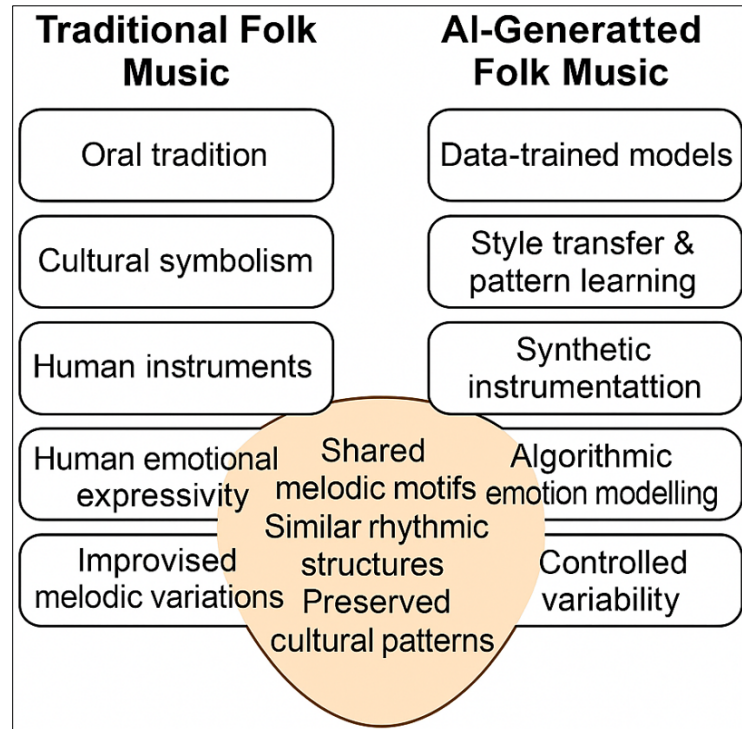 Traditional Folk
Music
Oral tradition
Cultural symbolism
Human instruments
Human emotional
expressivity
Improvised
melodic variations
AI-Generatted
Folk Music
Data-trained models
Style transfer &
pattern learning
Synthetic
instrumentattion
Algorithmic
emotion modelling
Controlled
variability
Shared
melodic motifs
Similar rhythmic
structures
Preserved
cultural patterns